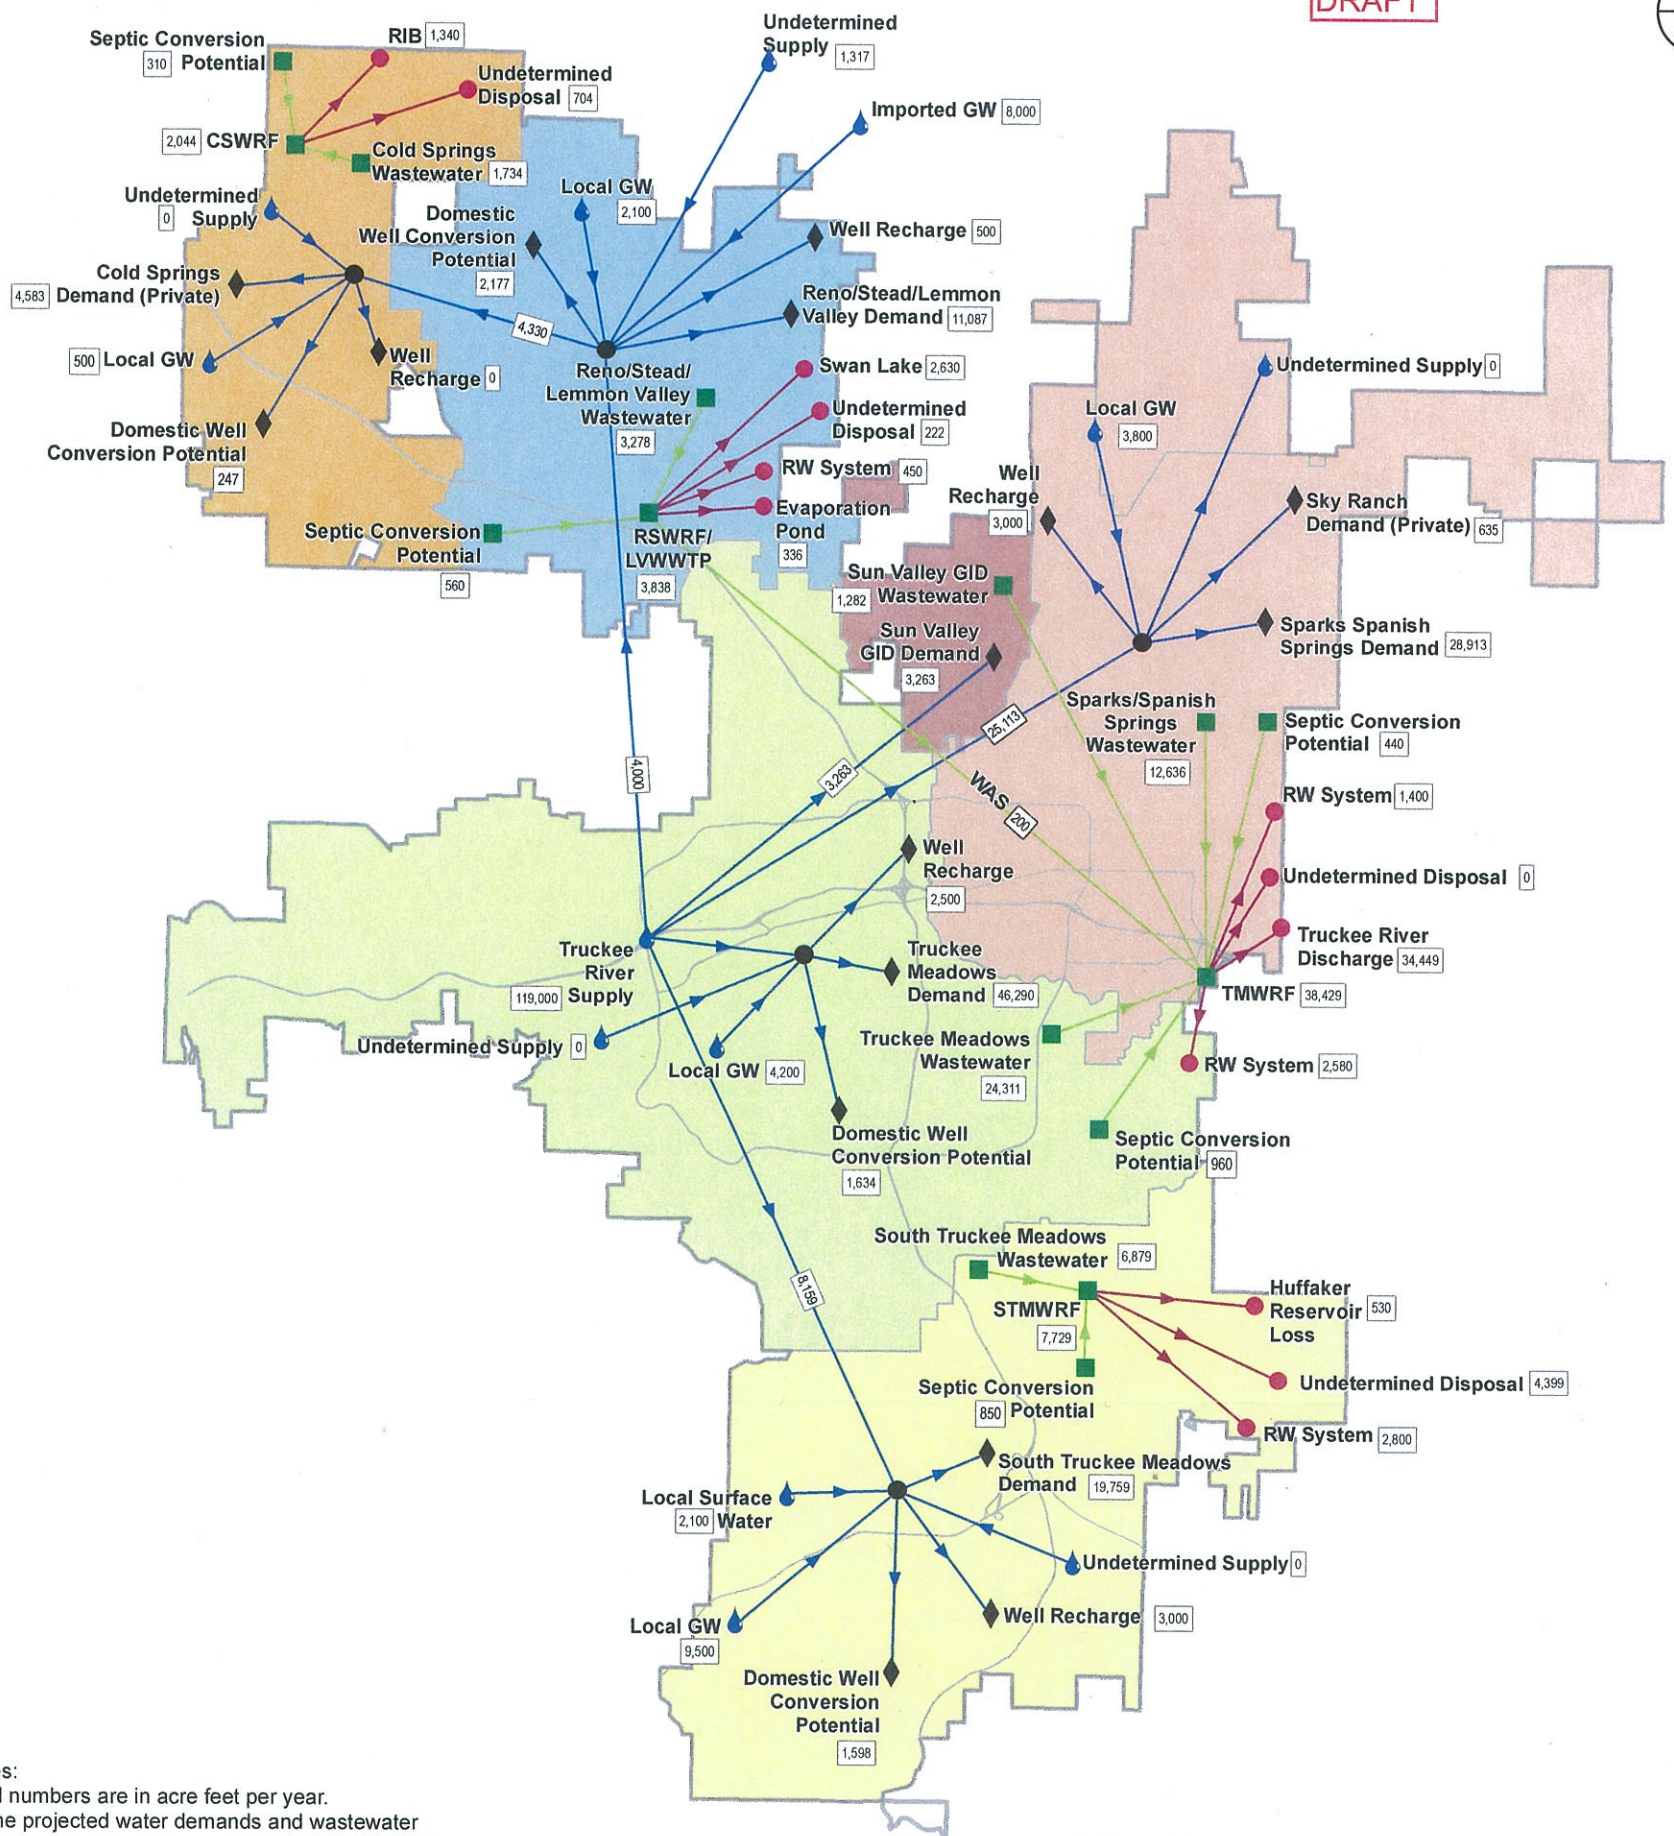 DRAFT
Septic Conversion
310 Potential
RIB 1,340
Undetermined
Disposal 704
2,044 CSWRF
Cold Springs
Wastewater 1,734
Undetermined
0 Supply
Cold Springs
4,583 Demand (Private)
500 Local GW
Well
Recharge 0
Domestic Well
Conversion Potential
247
Undetermined
Supply 1,317
Imported GW 8,000
Local GW
2,100
Domestic
Well Conversion
Potential
2,177
Well Recharge 500
Reno/Stead/Lemmon
Valley Demand 11,087
4,330
Reno/Stead/
Lemmon Valley
Wastewater
3,278
Swan Lake 2,630
Undetermined
Disposal 222
RW System 450
Evaporation
Pond
336
Septic Conversion
Potential
560
RSWRF/
LVWWTP
3,838
Undetermined Supply 0
Local GW
3,800
Well
Recharge
3,000
Sky Ranch
Demand (Private) 635
Sun Valley GID
1,282 Wastewater
Sun Valley
GID Demand
3,263
Sparks Spanish
Springs Demand 28,913
Sparks/Spanish
Springs
Wastewater
12,636
Septic Conversion
Potential 440
25,113
3,263
4,000
WAS 200
RW System 1,400
Undetermined Disposal 0
Truckee River
Discharge 34,449
TMWRF 38,429
RW System 2,580
Well
Recharge
2,500
Truckee
River
119,000 Supply
Truckee
Meadows
Demand 46,290
Undetermined Supply 0
Local GW 4,200
Truckee Meadows
Wastewater
24,311
Domestic Well
Conversion Potential
1,634
Septic Conversion
Potential 960
8,159
South Truckee Meadows
Wastewater 6,879
STMWRF
7,729
Huffaker
Reservoir 530
Loss
Undetermined Disposal 4,399
RW System 2,800
Septic Conversion
850 Potential
South Truckee Meadows
Demand 19,759
Local Surface
2,100 Water
Undetermined Supply 0
Well Recharge 3,000
Local GW
9,500
Domestic Well
Conversion
Potential
1,598
s:
numbers are in acre feet per year.
projected water demands and wastewater